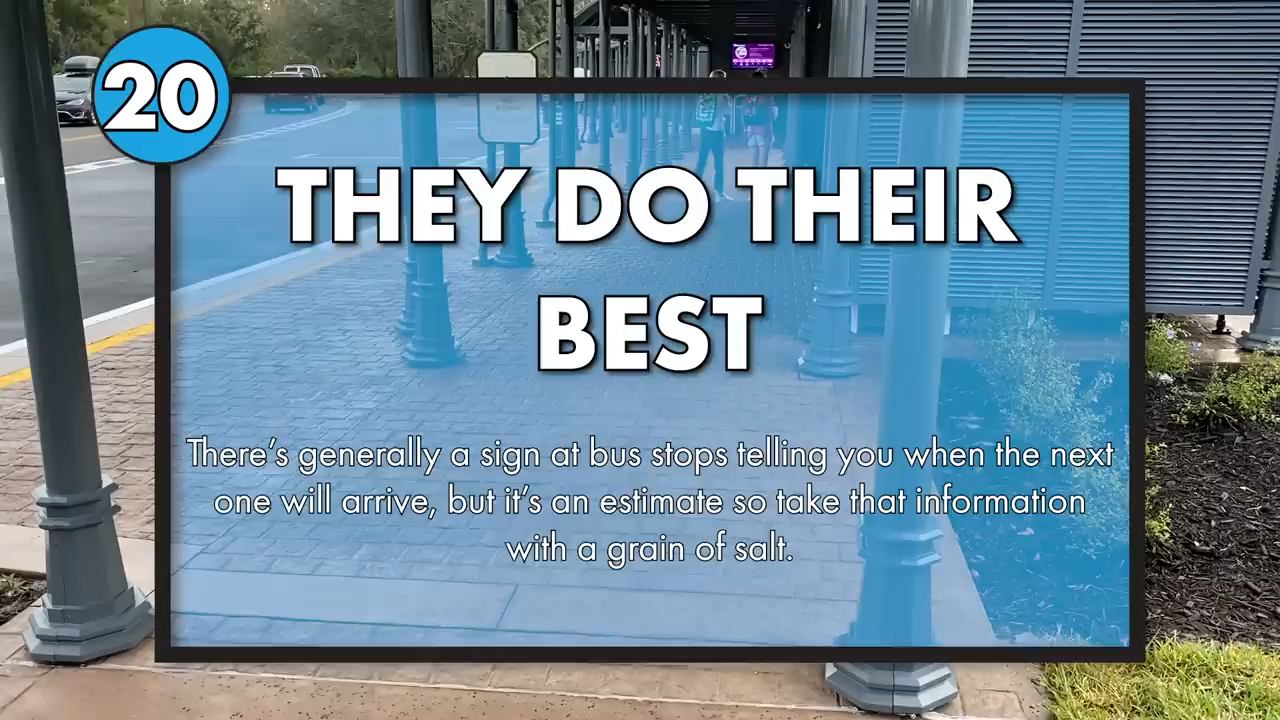 20
THEY DO THEIR
BEST
There's generally a sign at bus stops telling you when the next
one will arrive, but it's an estimate so take that information
with a grain of salt.